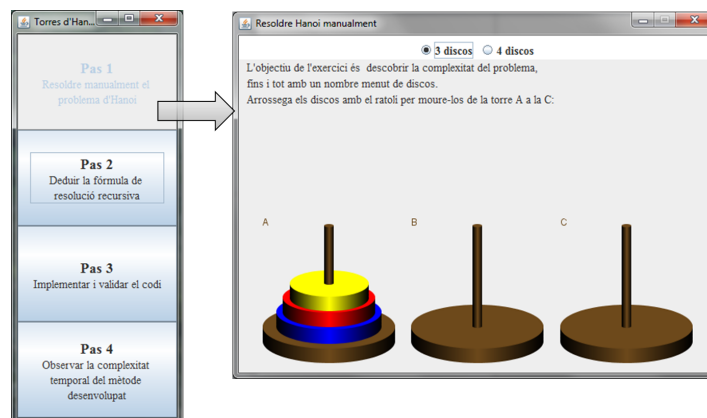 Torres d'Han...
Pas 1
Resoldre manualment el
problema d'Hanoi
Pas 2
Deduir la fórmula de
resolució recursiva
Pas 3
Implementar i validar el codi
Pas 4
Observar la complexitat
temporal del mètode
desenvolupat
Resoldre Hanoi manualment
3 discos 4 discos
L'objectiu de l'exercici és descobrir la complexitat del problema,
fins i tot amb un nombre menut de discos.
Arrossega els discos amb el ratolí per moure-los de la torre A a la C:
A B C